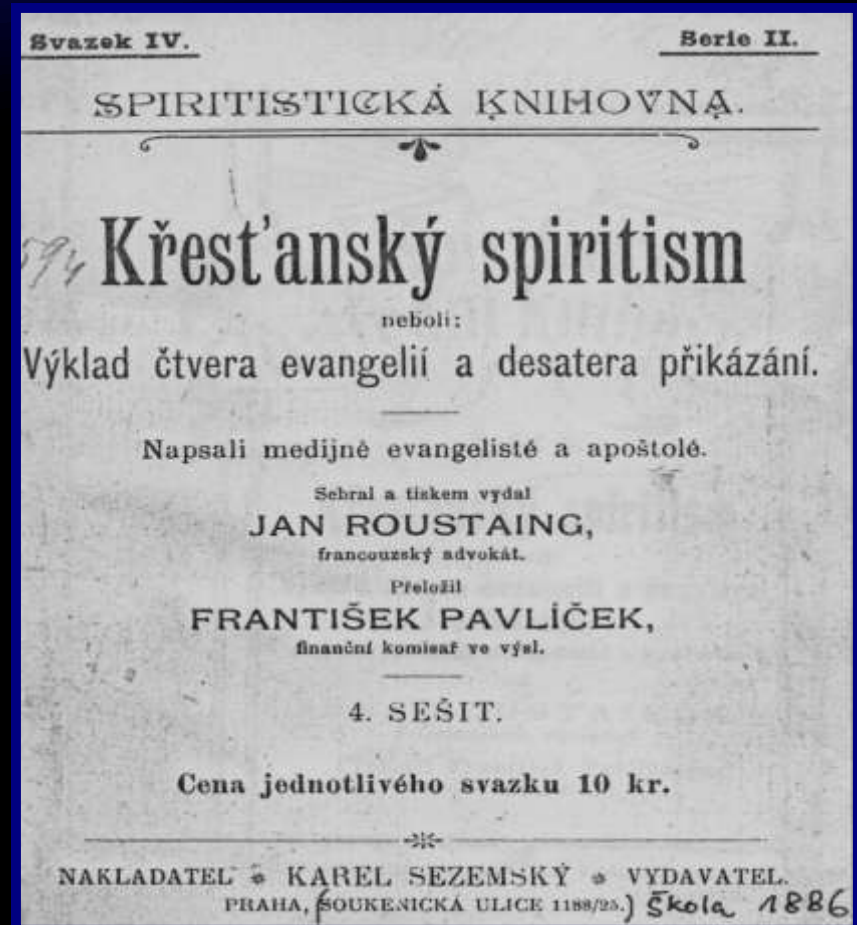 Svazek IV. Serie II.
SPIRITISTICKÁ KNIHOVNA.
594
Křesťanský spiritism
neboli:
Výklad čtvera evangelií a desatera přikázání.
Napsali medijně evangelisté a apoštolé.
Sebral a tiskem vydal
JAN ROUSTAING,
francouzský advokát.
Přeložil
FRANTIŠEK PAVLÍČEK,
finanční komisař ve výsl.
4. SEŠIT.
Cena jednotlivého svazku 10 kr.
NAKLADATEL * KAREL SEZEMSKÝ * VYDAVATEL.
PRAHA, (SOUKENICKÁ ULICE 1188/25.) Škola 1886